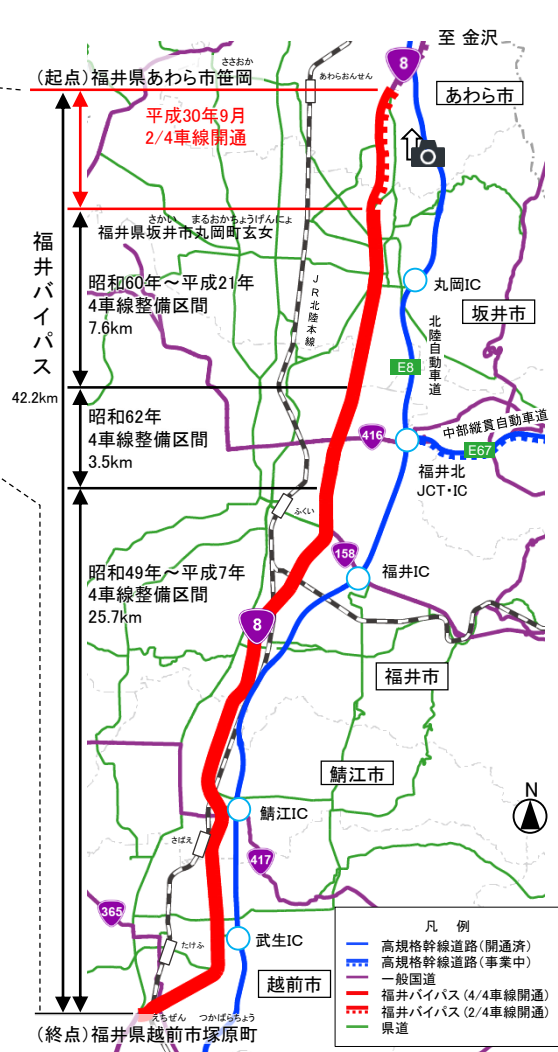 至 金沢
8
ささおか
(起点)福井県あわら市笹岡
あわらおんせん
あわら市
平成30年9月
2/4車線開通
さかい まるおかちょうげんにょ
福井県坂井市丸岡町玄女
福井バイパス
42.2km
昭和60年～平成21年
4車線整備区間
7.6km
JR北陸本線
丸岡IC
坂井市
北陸自動車道
E8
昭和62年
4車線整備区間
3.5km
416
中部縦貫自動車道
E67
福井北
JCT・IC
ふくい
158
福井IC
昭和49年～平成7年
4車線整備区間
25.7km
8
福井市
鯖江市
N
鯖江IC
さばえ
417
365
たけふ
武生IC
越前市
えちぜん つかばらちょう
(終点)福井県越前市塚原町
凡 例
高規格幹線道路(開通済)
高規格幹線道路(事業中)
一般国道
福井バイパス(4/4車線開通)
福井バイパス(2/4車線開通)
県道